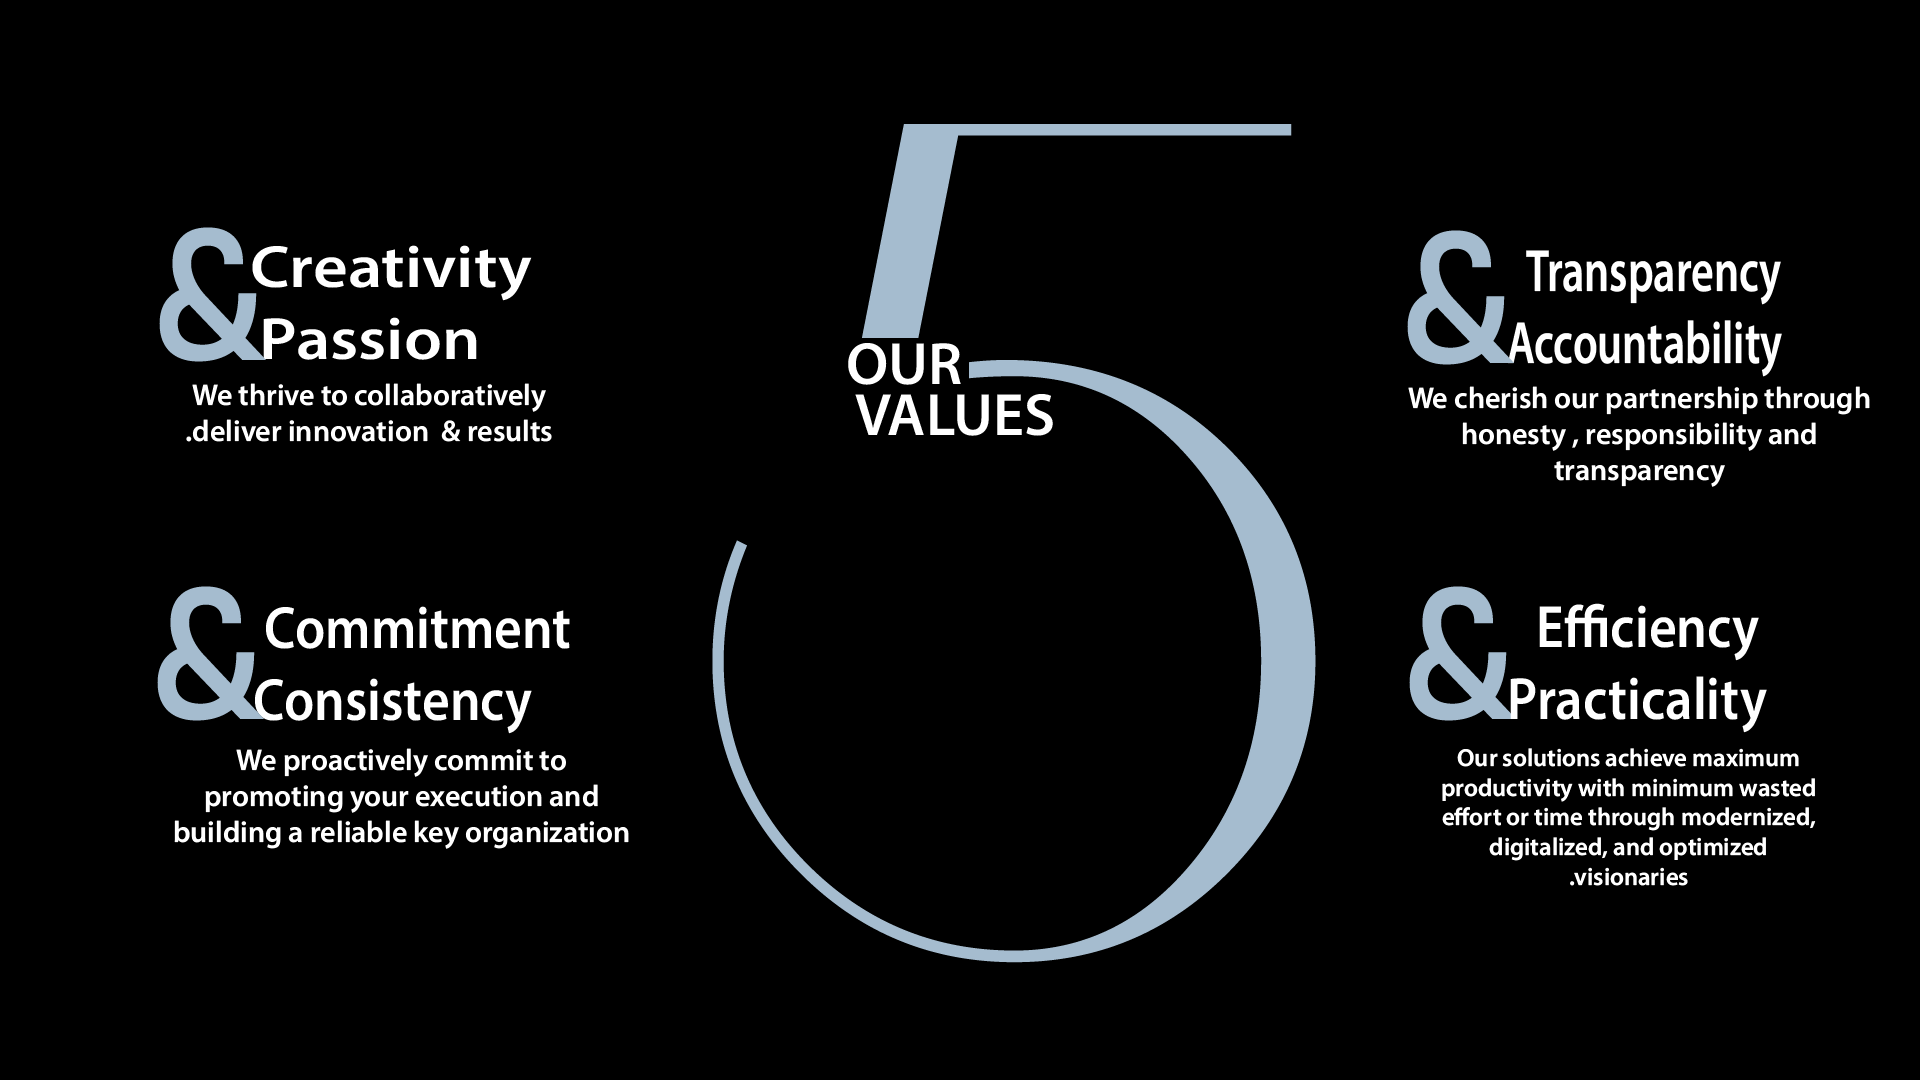 5
OUR
VALUES
&
Creativity
Passion
We thrive to collaboratively
.deliver innovation  & results
&
Commitment
Consistency
We proactively commit to
promoting your execution and
building a reliable key organization
&
Transparency
Accountability
We cherish our partnership through
honesty , responsibility and
transparency
&
Efficiency
Practicality
Our solutions achieve maximum
productivity with minimum wasted
effort or time through modernized,
digitalized, and optimized
.visionaries